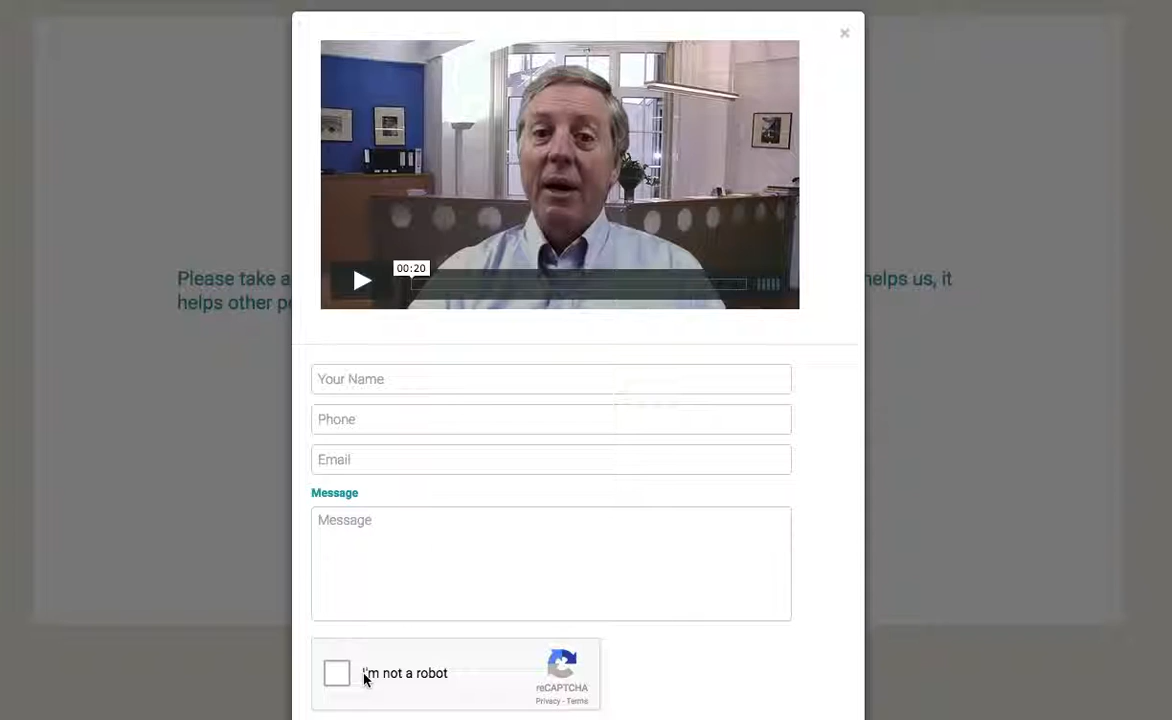 ×
00:20
Please take a
helps us, it
helps other p
Your Name
Phone
Email
Message
Message
I'm not a robot
reCAPTCHA
Privacy - Terms